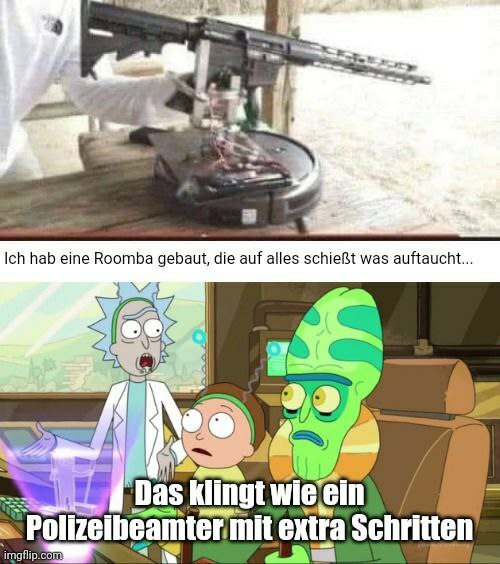 Ich hab eine Roomba gebaut, die auf alles schießt was auftaucht...
Das klingt wie ein
Polizeibeamter mit extra Schritten
imgflip.com